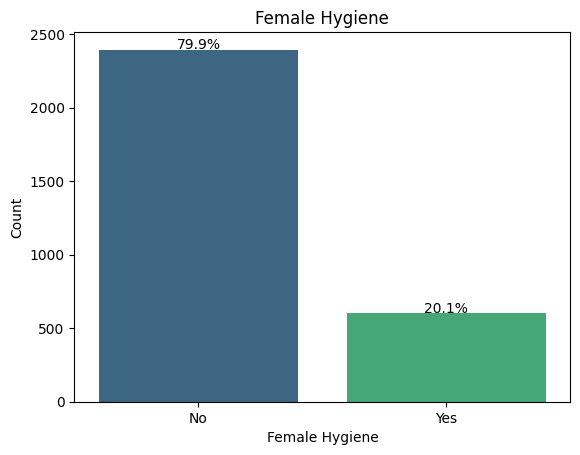 Female Hygiene
2500
2000
1500
1000
500
0
Count
79.9%
20.1%
No
Yes
Female Hygiene